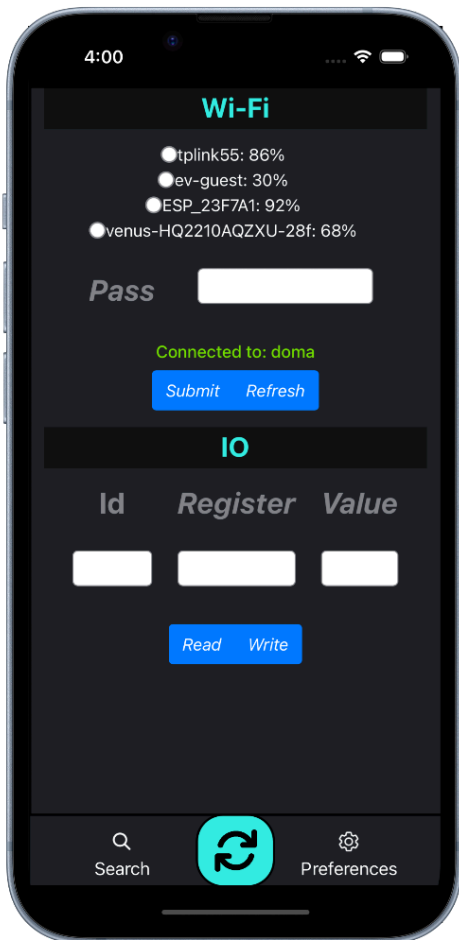 4:00
Wi-Fi
tplink55: 86%
ev-guest: 30%
ESP_23F7A1: 92%
venus-HQ2210AQZXU-28f: 68%
Pass
Connected to: doma
Submit Refresh
IO
Id Register Value
Read Write
Search Preferences